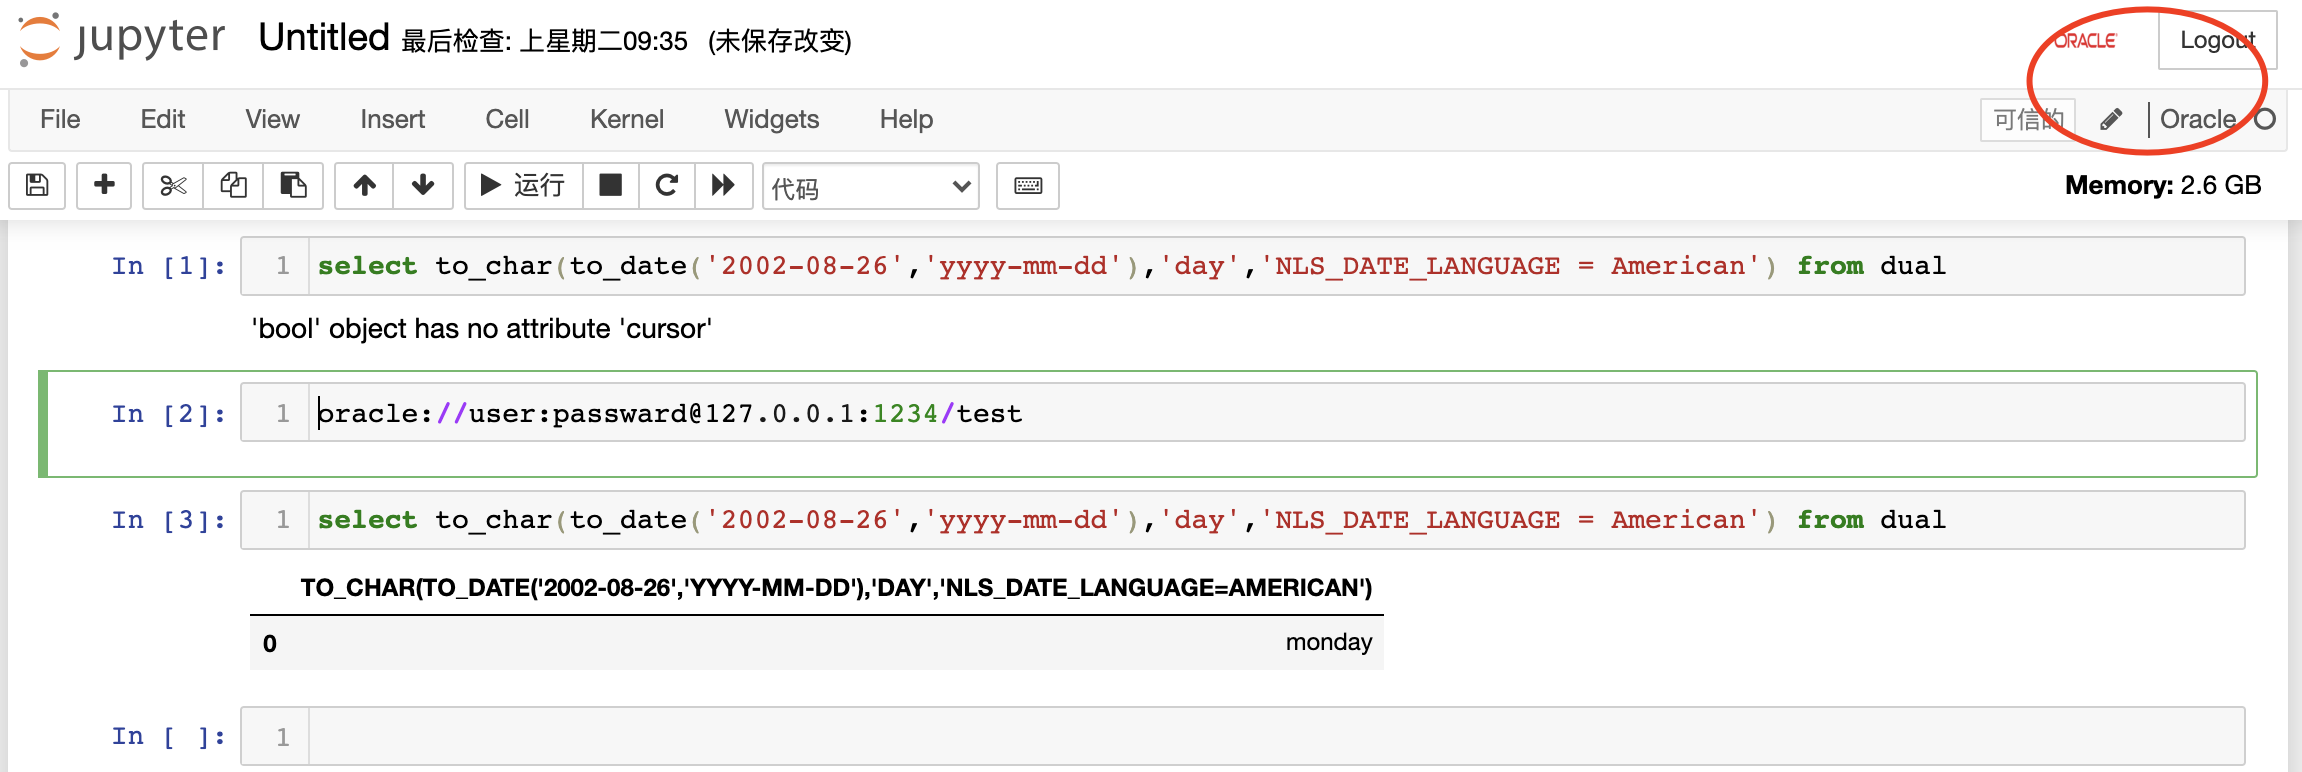 jupyter Untitled 最后检查: 上星期二09:35 (未保存改变) ORACLE Logout
File Edit View Insert Cell Kernel Widgets Help 可信的 Oracle
运行 代码 Memory: 2.6 GB
In [1]: 1 select to_char(to_date('2002-08-26','yyyy-mm-dd'),'day','NLS_DATE_LANGUAGE = American') from dual
'bool' object has no attribute 'cursor'
In [2]: 1 oracle://user:passward@127.0.0.1:1234/test
In [3]: 1 select to_char(to_date('2002-08-26','yyyy-mm-dd'),'day','NLS_DATE_LANGUAGE = American') from dual
TO_CHAR(TO_DATE('2002-08-26','YYYY-MM-DD'),'DAY','NLS_DATE_LANGUAGE=AMERICAN')
0 monday
In [ ]: 1